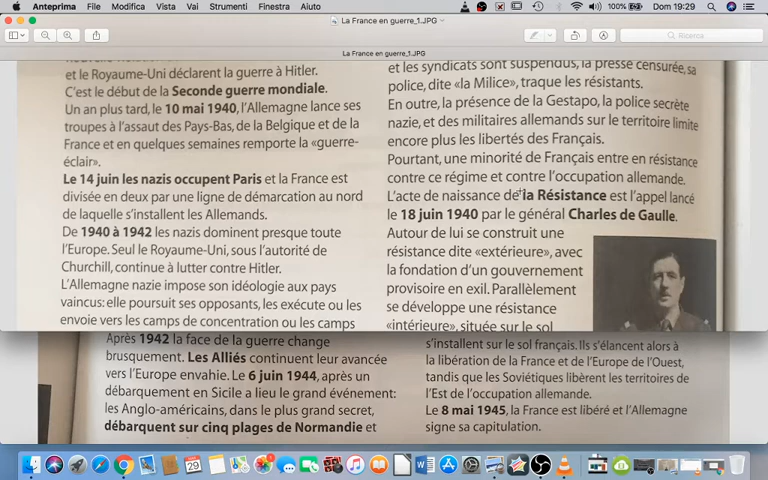 Anteprima File Modifica Vista Vai Strumenti Finestra Aiuto 100% Dom 19:29
La France en guerre_1.JPG
Ricerca
La France en guerre_1.JPG
et le Royaume-Uni déclarent la guerre à Hitler.
C'est le début de la Seconde guerre mondiale.
Un an plus tard, le 10 mai 1940, l'Allemagne lance ses
troupes à l'assaut des Pays-Bas, de la Belgique et de la
France et en quelques semaines remporte la «guerre-
éclair».
Le 14 juin les nazis occupent Paris et la France est
divisée en deux par une ligne de démarcation au nord
de laquelle s'installent les Allemands.
De 1940 à 1942 les nazis dominent presque toute
l'Europe. Seul le Royaume-Uni, sous l'autorité de
Churchill, continue à lutter contre Hitler.
L'Allemagne nazie impose son idéologie aux pays
vaincus: elle poursuit ses opposants, les exécute ou les
envoie vers les camps de concentration ou les camps
et les syndicats sont suspendus, la presse censurée, sa
police, dite «la Milice», traque les résistants.
En outre, la présence de la Gestapo, la police secrète
nazie, et des militaires allemands sur le territoire limite
encore plus les libertés des Français.
Pourtant, une minorité de Français entre en résistance
contre ce régime et contre l'occupation allemande.
L'acte de naissance de la Résistance est l'appel lancé
le 18 juin 1940 par le général Charles de Gaulle.
Autour de lui se construit une
résistance dite «extérieure», avec
la fondation d'un gouvernement
provisoire en exil. Parallèlement
se développe une résistance
«intérieure», située sur le sol
Après 1942 la face de la guerre change
brusquement. Les Alliés continuent leur avancée
vers l'Europe envahie. Le 6 juin 1944, après un
débarquement en Sicile a lieu le grand événement:
les Anglo-américains, dans le plus grand secret,
débarquent sur cinq plages de Normandie et
s'installent sur le sol français. Ils s'élancent alors à
la libération de la France et de l'Europe de l'Ouest,
tandis que les Soviétiques libèrent les territoires de
l'Est de l'occupation allemande.
Le 8 mai 1945, la France est libéré et l'Allemagne
signe sa capitulation.